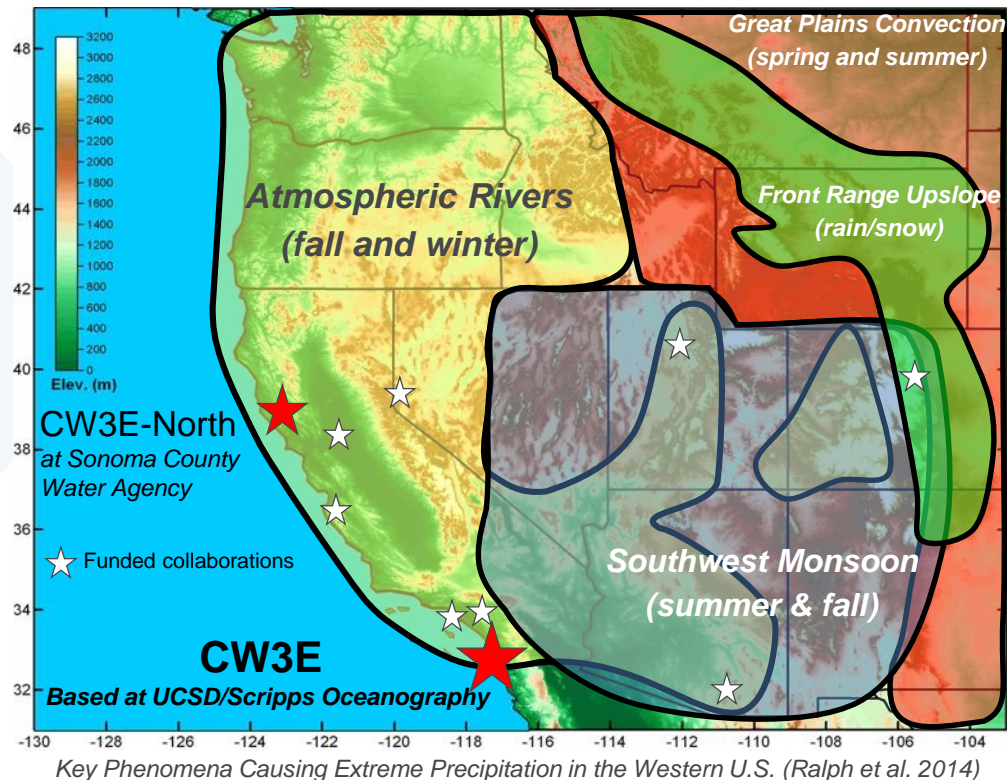 48
46
44
42
40
38
36
34
32
3200
3000
2800
2600
2400
2200
2000
1800
1600
1400
1200
1000
800
600
400
200
0
Elev. (m)
Great Plains Convection
(spring and summer)
Atmospheric Rivers
(fall and winter)
Front Range Upslope
(rain/snow)
CW3E-North
at Sonoma County
Water Agency
Funded collaborations
Southwest Monsoon
(summer & fall)
CW3E
Based at UCSD/Scripps Oceanography
-130 -128 -126 -124 -122 -120 -118 -116 -114 -112 -110 -108 -106 -104
Key Phenomena Causing Extreme Precipitation in the Western U.S. (Ralph et al. 2014)